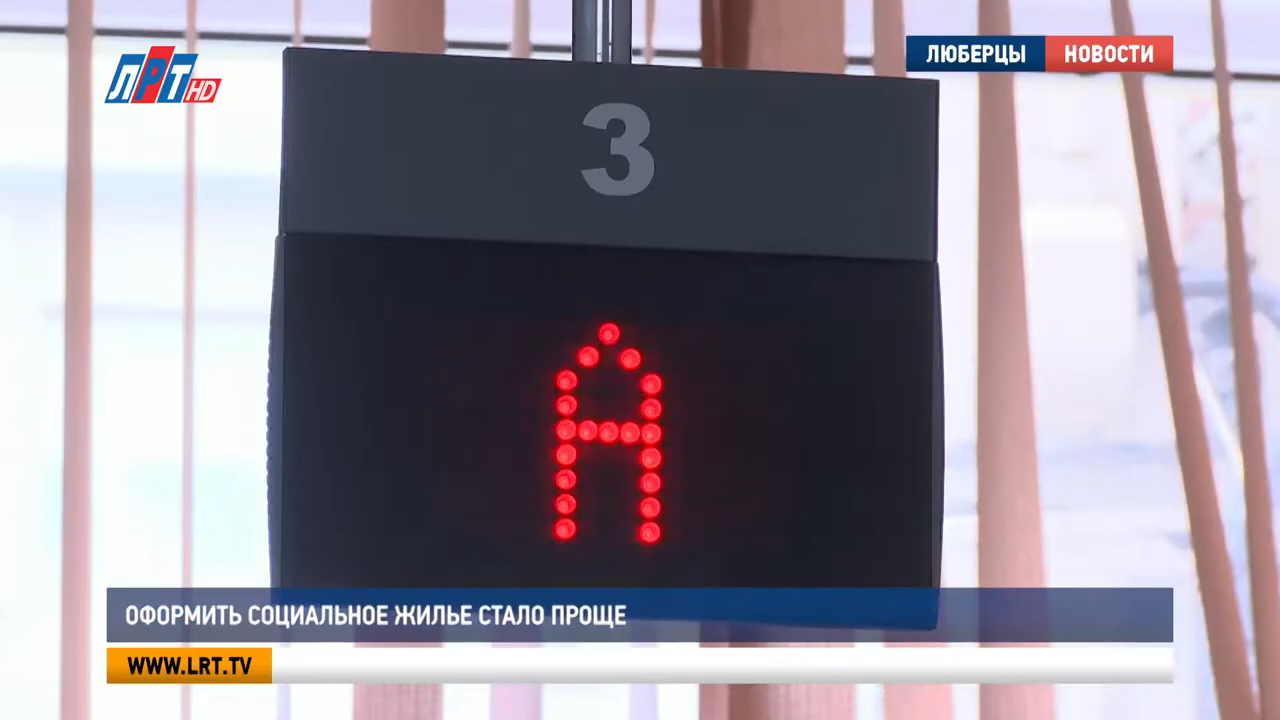 ЛРТ HD
ЛЮБЕРЦЫ НОВОСТИ
3
А
ОФОРМИТЬ СОЦИАЛЬНОЕ ЖИЛЬЕ СТАЛО ПРОЩЕ
WWW.LRT.TV